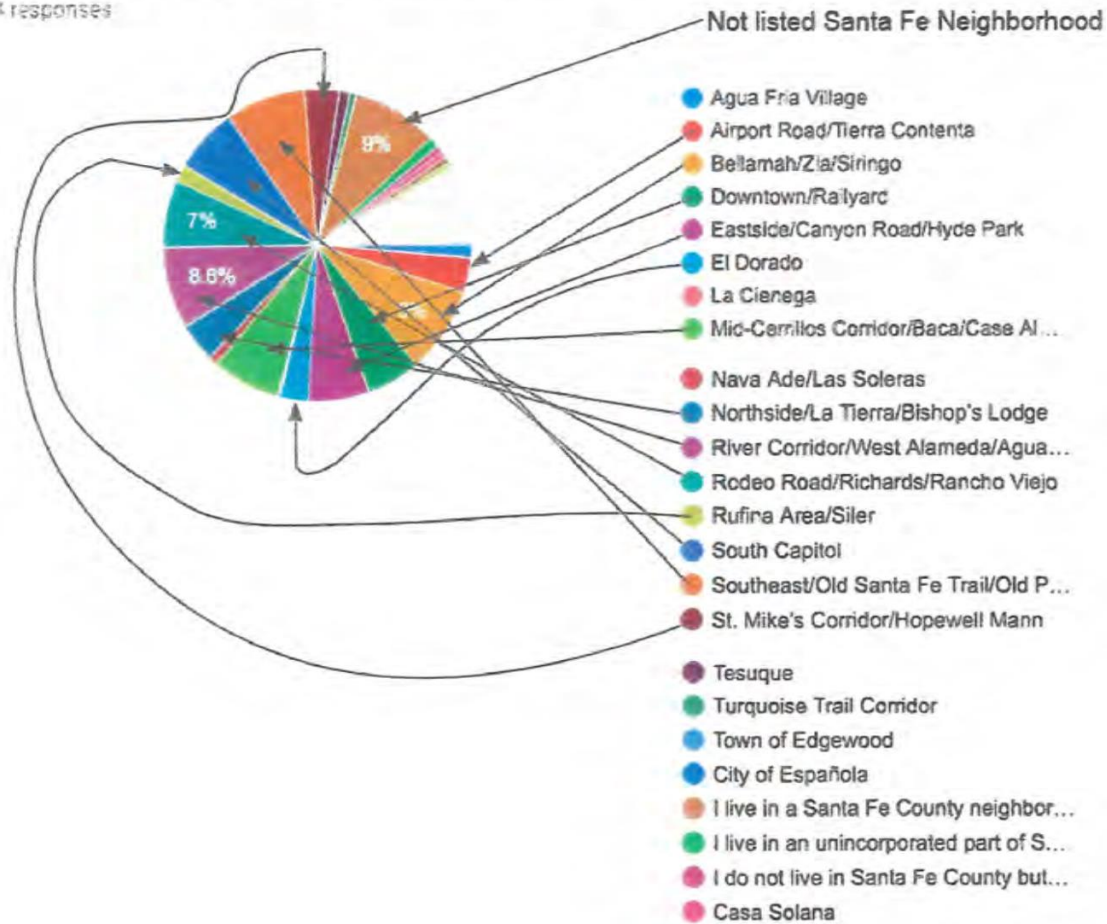 responses
Not listed Santa Fe Neighborhood
9%
7%
8.6%
%
Agua Fria Village
Airport Road/Tierra Contenta
Bellamah/Zia/Siringo
Downtown/Railyard
Eastside/Canyon Road/Hyde Park
El Dorado
La Cienega
Mid-Cerrillos Corridor/Baca/Case Al...
Nava Ade/Las Soleras
Northside/La Tierra/Bishop's Lodge
River Corridor/West Alameda/Agua...
Rodeo Road/Richards/Rancho Viejo
Rufina Area/Siler
South Capitol
Southeast/Old Santa Fe Trail/Old P...
St. Mike's Corridor/Hopewell Mann
Tesuque
Turquoise Trail Corridor
Town of Edgewood
City of Española
I live in a Santa Fe County neighbor...
I live in an unincorporated part of S...
I do not live in Santa Fe County but...
Casa Solana